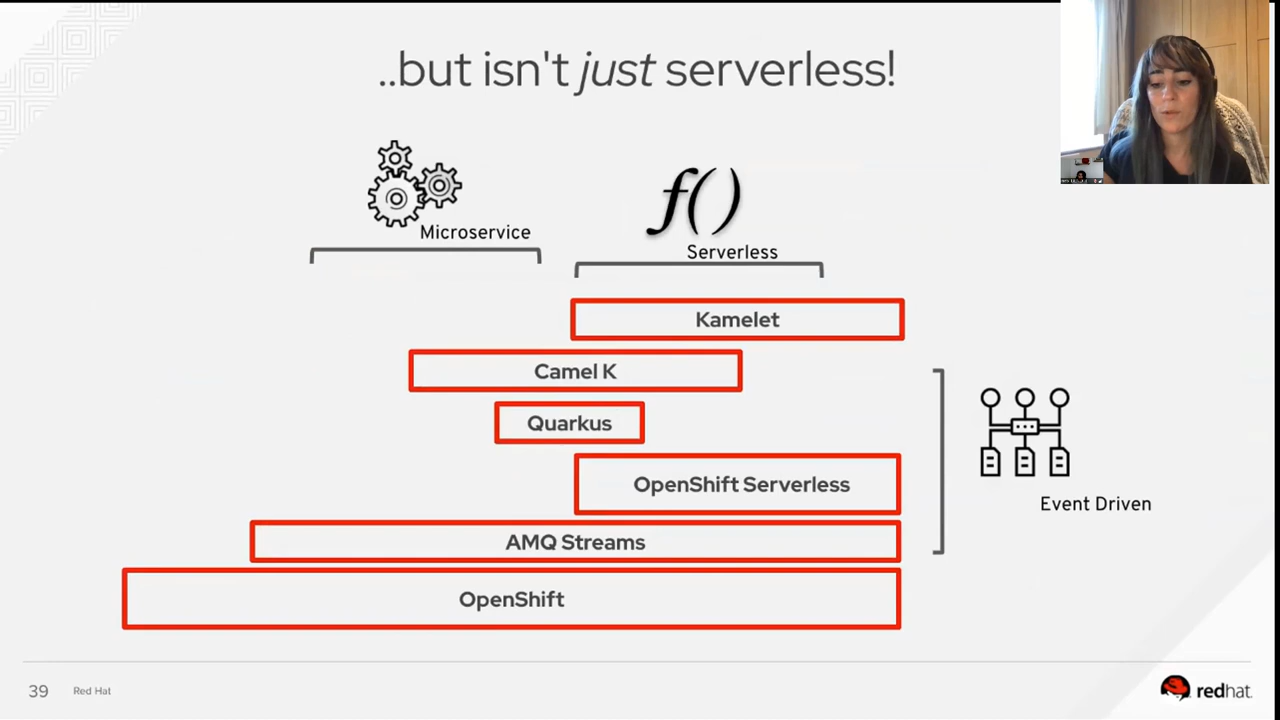 ..but isn't just serverless!
f()
Microservice
Serverless
Kamelet
Camel K
Quarkus
OpenShift Serverless
AMQ Streams
OpenShift
Event Driven
39
Red Hat
redhat.